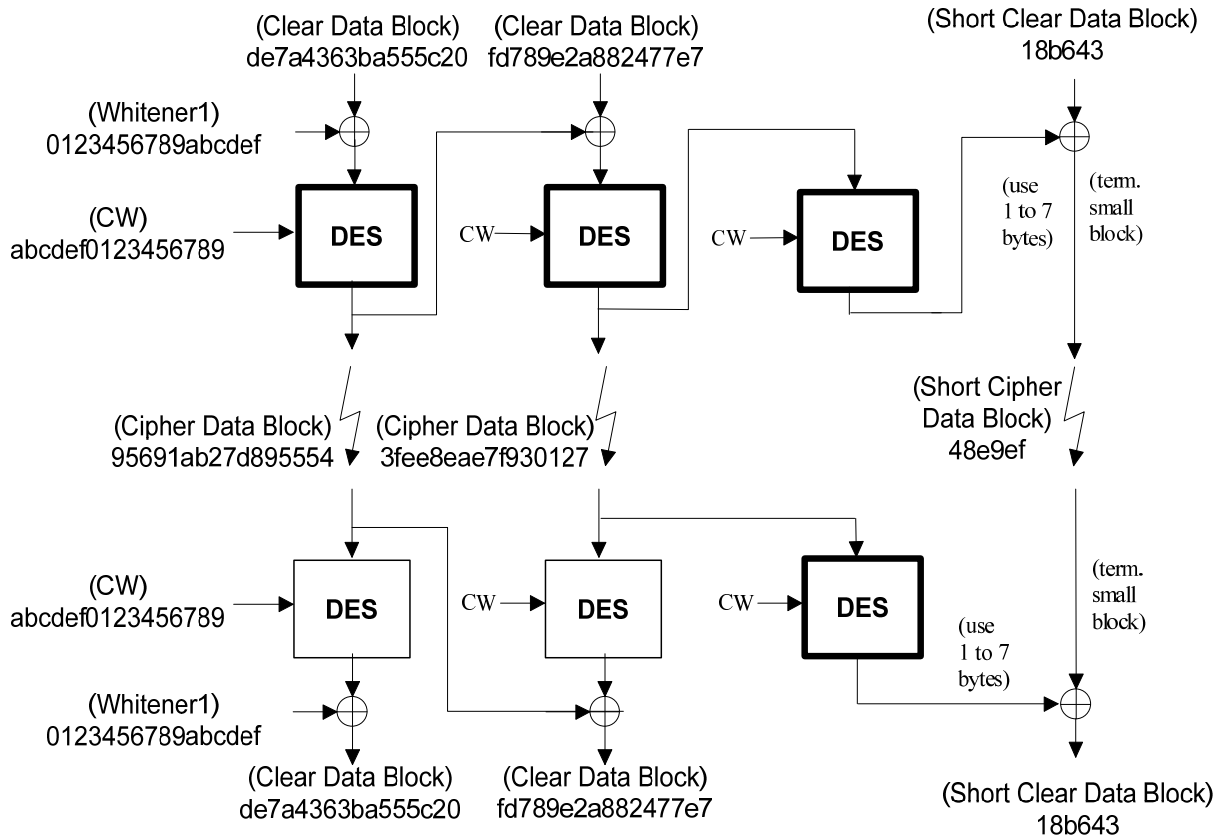 (Clear Data Block)
de7a4363ba555c20
(Clear Data Block)
fd789e2a882477e7
(Short Clear Data Block)
18b643
(Whitener1)
0123456789abcdef
(CW)
abcdef0123456789
DES
CW
DES
CW
DES
(use
1 to 7
bytes)
(term.
small
block)
(Cipher Data Block)
95691ab27d895554
(Cipher Data Block)
3fee8eae7f930127
(Short Cipher
Data Block)
48e9ef
(CW)
abcdef0123456789
DES
CW
DES
CW
DES
(use
1 to 7
bytes)
(term.
small
block)
(Whitener1)
0123456789abcdef
(Clear Data Block)
de7a4363ba555c20
(Clear Data Block)
fd789e2a882477e7
(Short Clear Data Block)
18b643